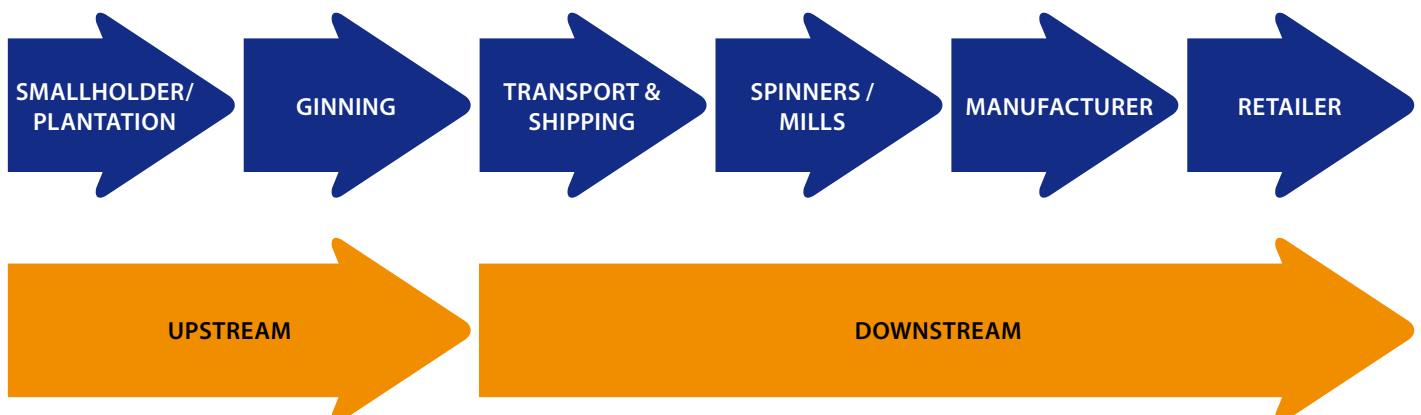 SMALLHOLDER/
PLANTATION
GINNING
TRANSPORT &
SHIPPING
SPINNERS /
MILLS
MANUFACTURER
RETAILER
UPSTREAM
DOWNSTREAM